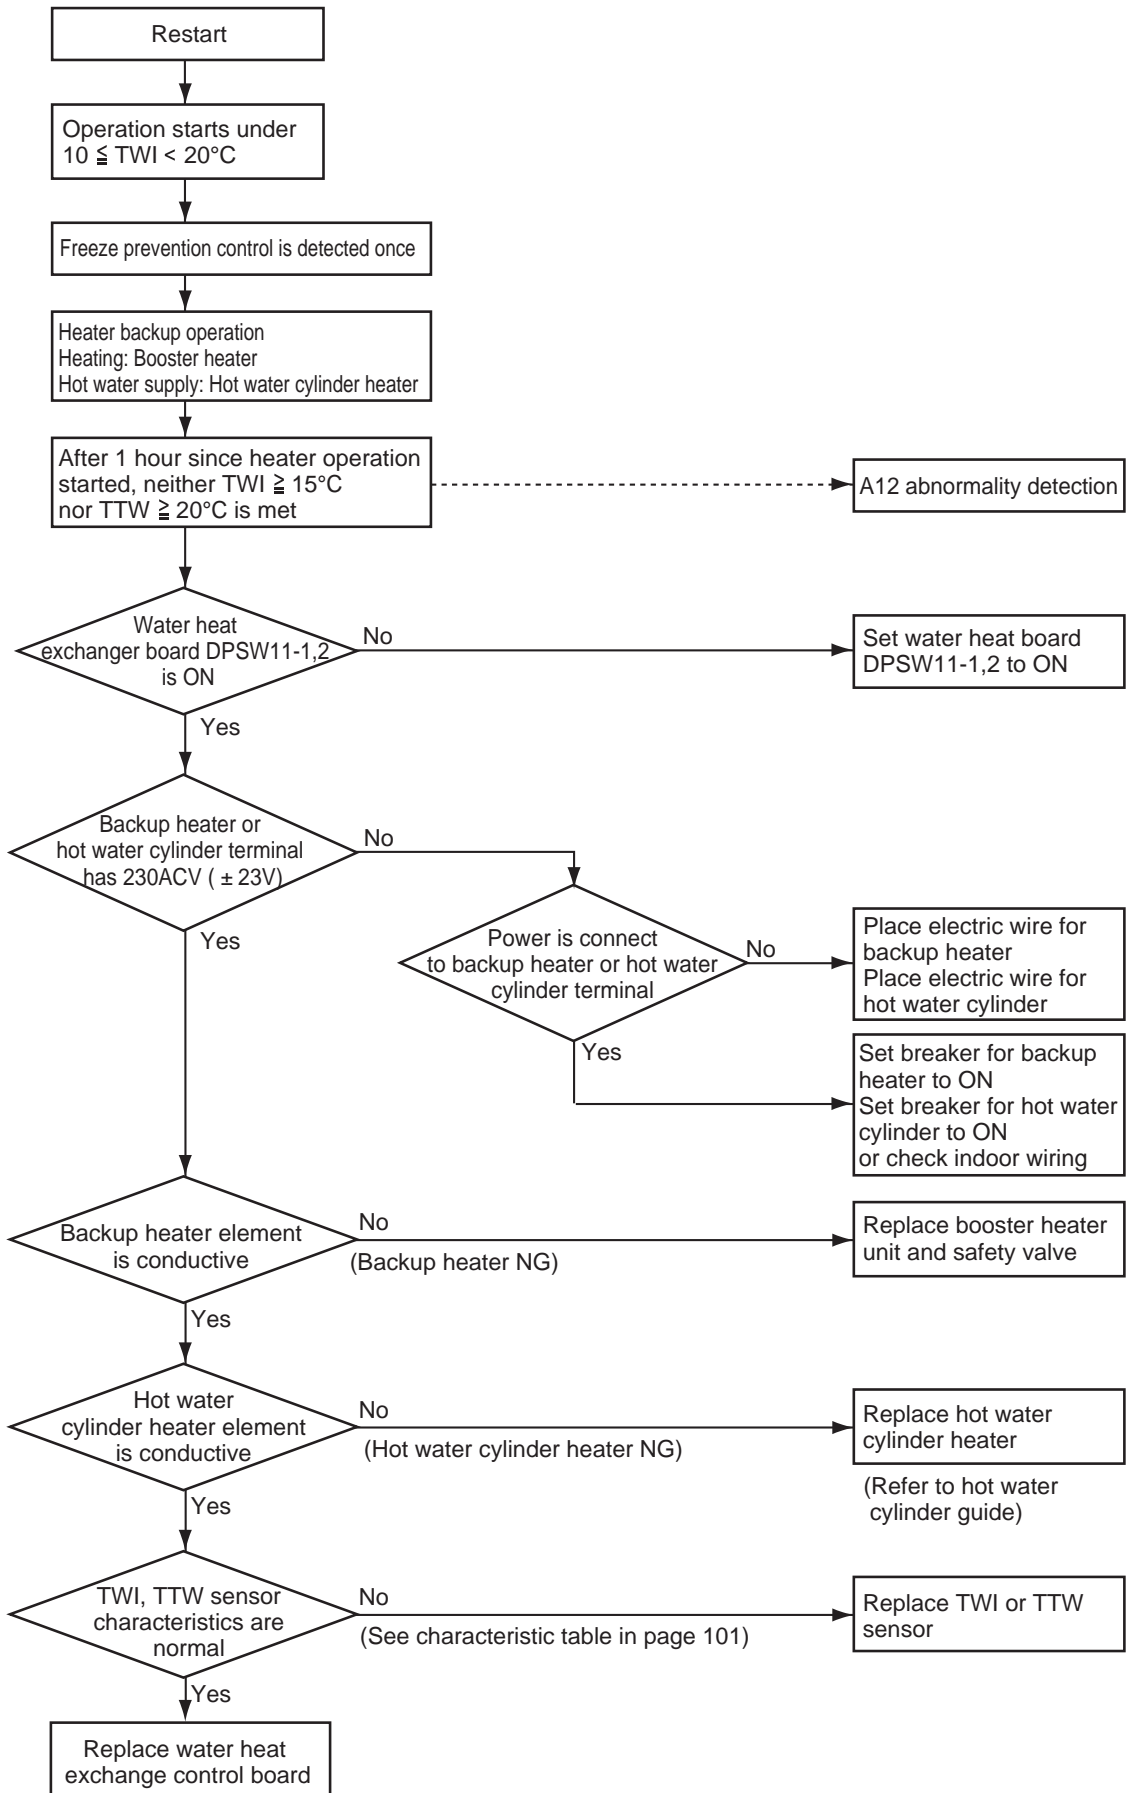 Restart
Operation starts under
10 ≦ TWI < 20°C
Freeze prevention control is detected once
Heater backup operation
Heating: Booster heater
Hot water supply: Hot water cylinder heater
After 1 hour since heater operation
started, neither TWI ≧ 15°C
nor TTW ≧ 20°C is met
A12 abnormality detection
Water heat
exchanger board DPSW11-1,2
is ON
No
Set water heat board
DPSW11-1,2 to ON
Yes
Backup heater or
hot water cylinder terminal
has 230ACV ( ± 23V)
No
Yes
Power is connect
to backup heater or hot water
cylinder terminal
No
Place electric wire for
backup heater
Place electric wire for
hot water cylinder
Yes
Set breaker for backup
heater to ON
Set breaker for hot water
cylinder to ON
or check indoor wiring
Backup heater element
is conductive
No
(Backup heater NG)
Replace booster heater
unit and safety valve
Yes
Hot water
cylinder heater element
is conductive
No
(Hot water cylinder heater NG)
Replace hot water
cylinder heater
(Refer to hot water
cylinder guide)
Yes
TWI, TTW sensor
characteristics are
normal
No
(See characteristic table in page 101)
Replace TWI or TTW
sensor
Yes
Replace water heat
exchange control board